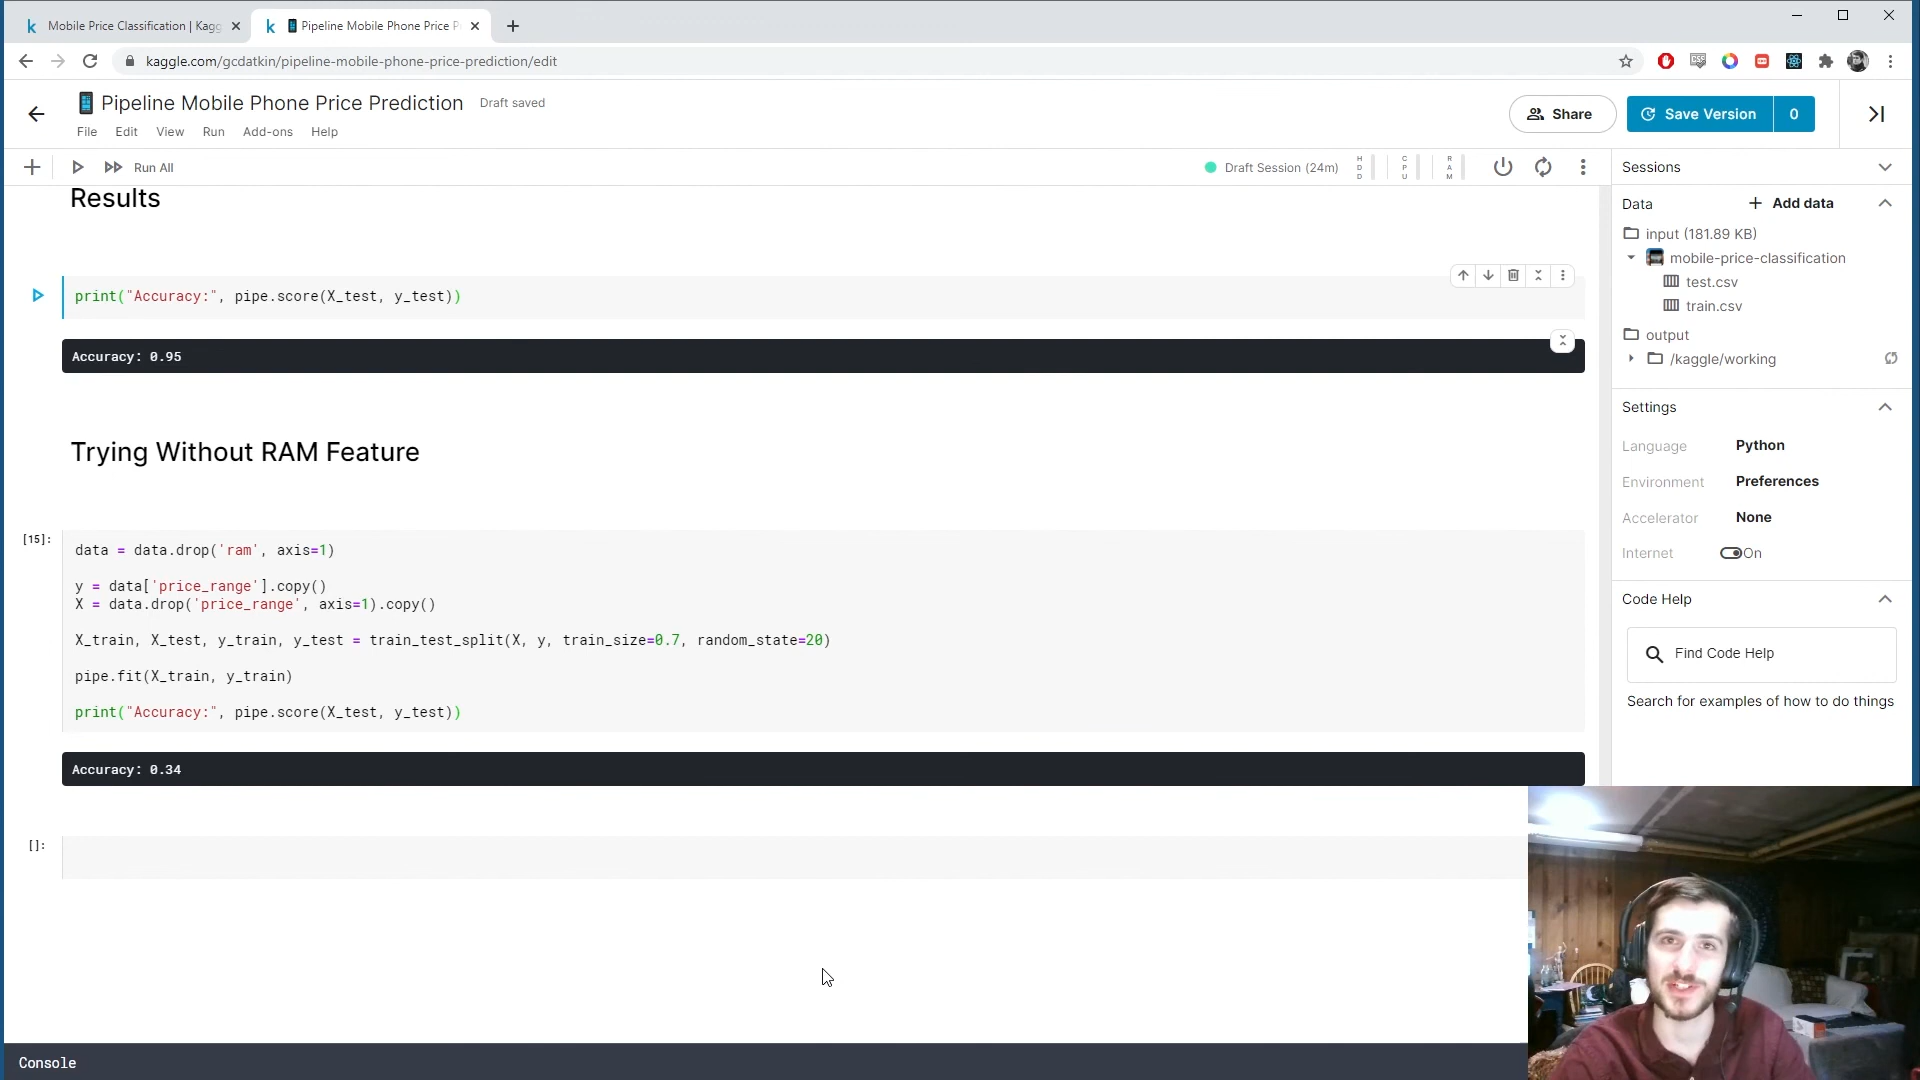 Mobile Price Classification | Kagg
Pipeline Mobile Phone Price P
kaggle.com/gcdatkin/pipeline-mobile-phone-price-prediction/edit
Pipeline Mobile Phone Price Prediction
Draft saved
File Edit View Run Add-ons Help
Share
Save Version
0
Run All
Draft Session (24m)
HDD
CPU
RAM
Results
print("Accuracy:", pipe.score(X_test, y_test))
Accuracy: 0.95
Trying Without RAM Feature
[15]:
data = data.drop('ram', axis=1)
y = data['price_range'].copy()
X = data.drop('price_range', axis=1).copy()
X_train, X_test, y_train, y_test = train_test_split(X, y, train_size=0.7, random_state=20)
pipe.fit(X_train, y_train)
print("Accuracy:", pipe.score(X_test, y_test))
Accuracy: 0.34
[]:
Console
Sessions
Data
+ Add data
input (181.89 KB)
mobile-price-classification
test.csv
train.csv
output
/kaggle/working
Settings
Language Python
Environment Preferences
Accelerator None
Internet On
Code Help
Find Code Help
Search for examples of how to do things